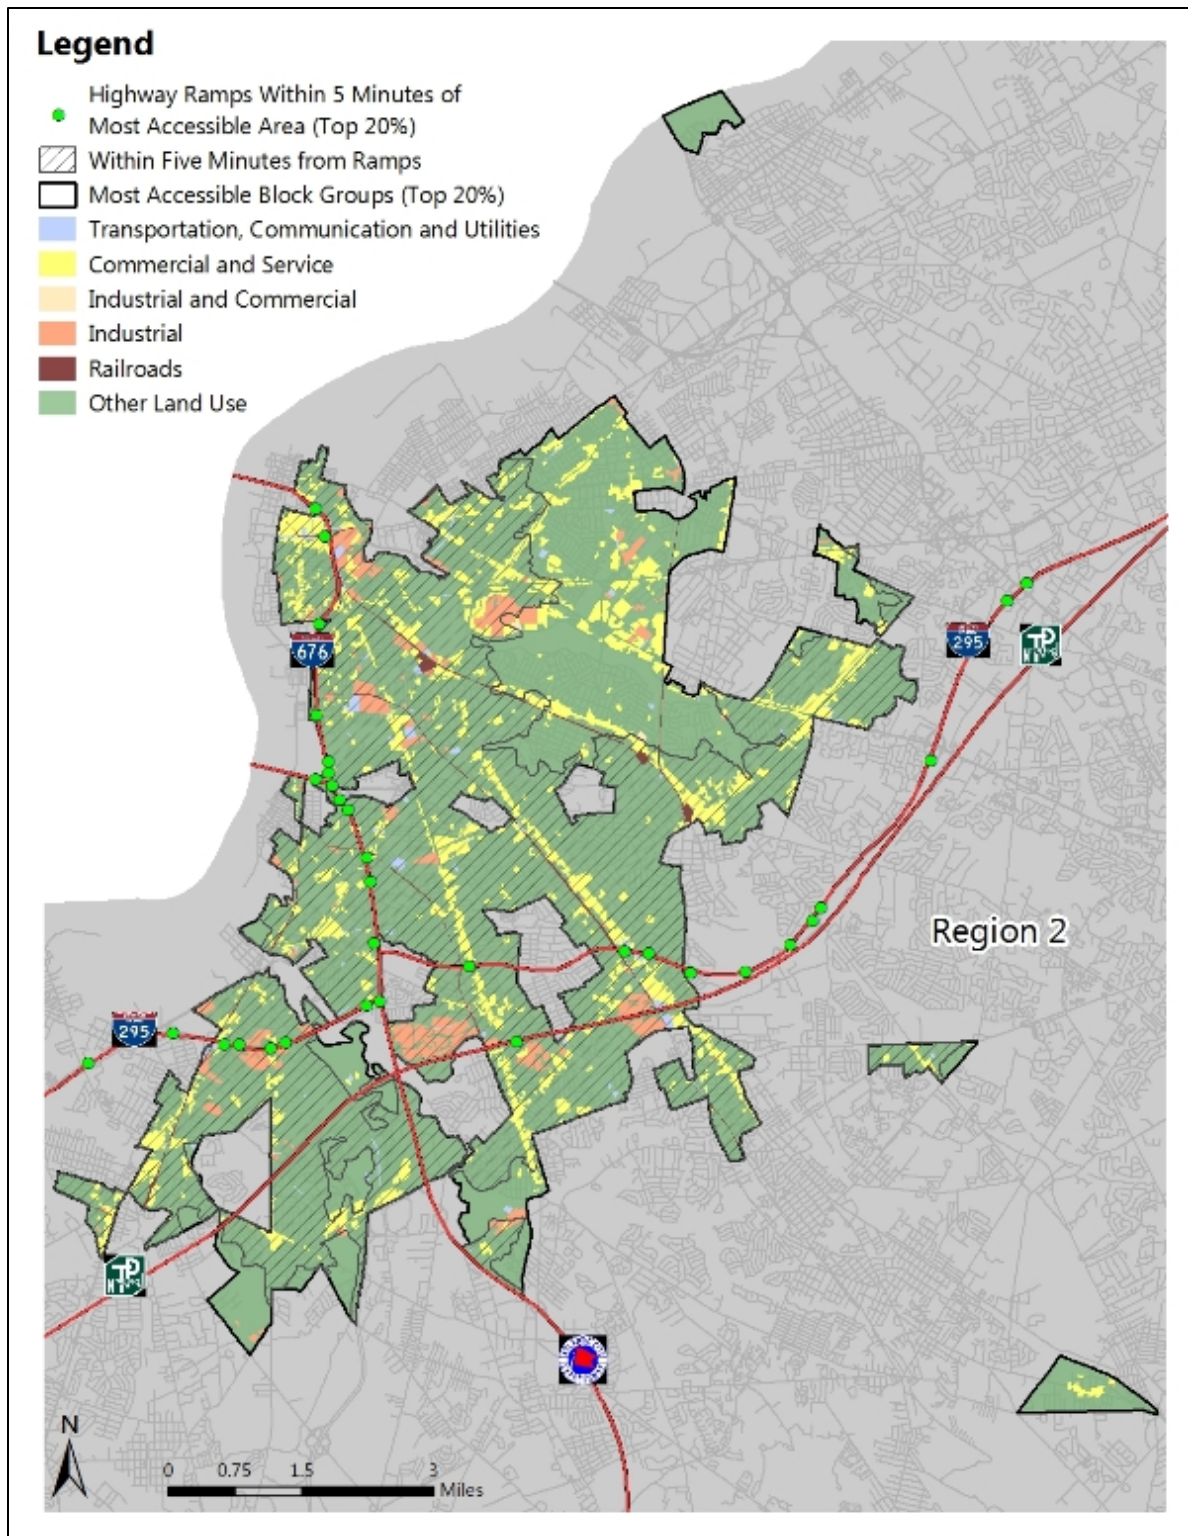 Legend
Highway Ramps Within 5 Minutes of
Most Accessible Area (Top 20%)
Within Five Minutes from Ramps
Most Accessible Block Groups (Top 20%)
Transportation, Communication and Utilities
Commercial and Service
Industrial and Commercial
Industrial
Railroads
Other Land Use
676
295
TP
Region 2
295
TP
N
0 0.75 1.5 3
Miles